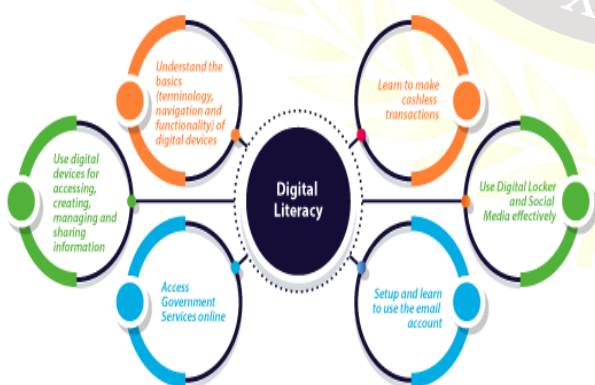 Understand the
basics
(terminology,
navigation and
functionality) of
digital devices
Learn to make
cashless
transactions
Use digital
devices for
accessing,
creating,
managing and
sharing
information
Digital
Literacy
Use Digital Locker
and Social
Media effectively
Access
Government
Services online
Setup and learn
to use the email
account